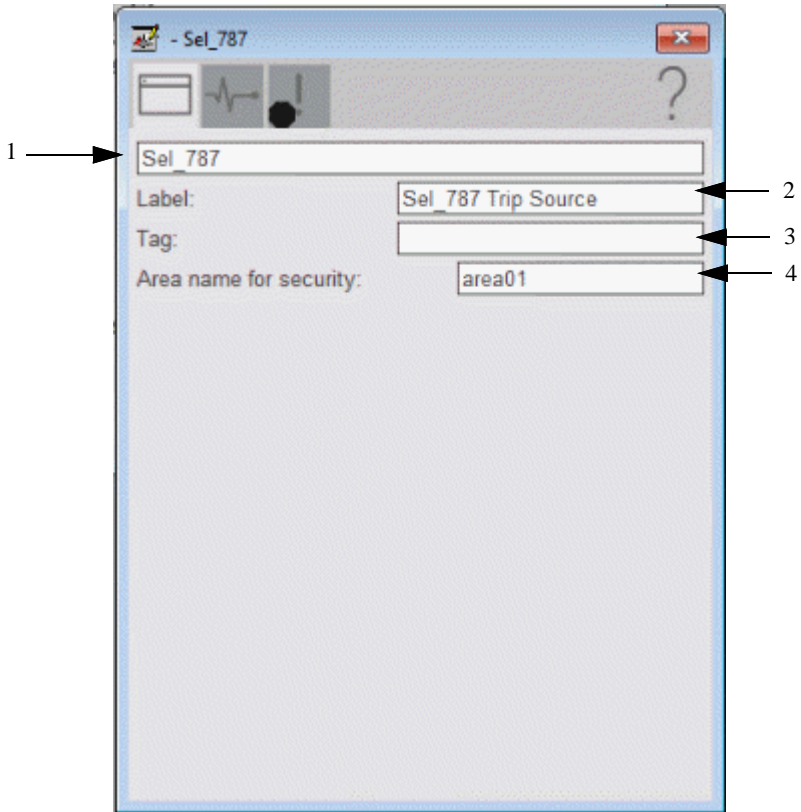 - Sel_787
?
1
Sel_787
Label:
Sel_787 Trip Source
2
Tag:
3
Area name for security:
area01
4